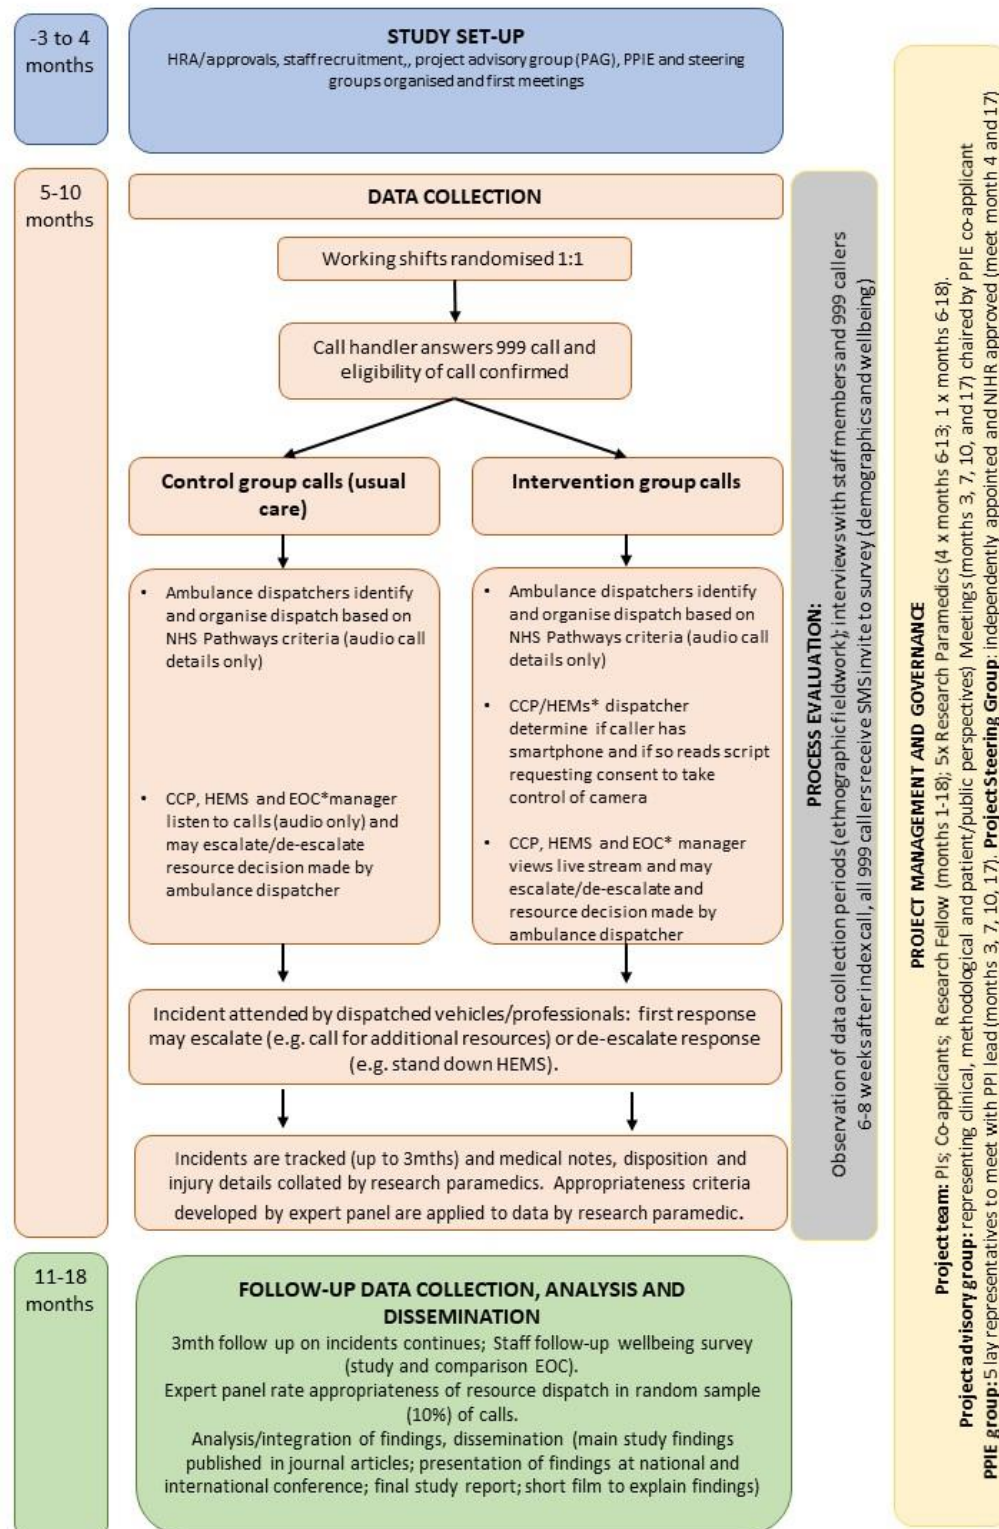 -3 to 4
months
STUDY SET-UP
HRA/approvals, staff recruitment,, project advisory group (PAG), PPIE and steering
groups organised and first meetings
5-10
months
DATA COLLECTION
Working shifts randomised 1:1
Call handler answers 999 call and
eligibility of call confirmed
Control group calls (usual
care)
Intervention group calls
• Ambulance dispatchers identify
and organise dispatch based on
NHS Pathways criteria (audio call
details only)
• CCP, HEMS and EOC*manager
listen to calls (audio only) and
may escalate/de-escalate
resource decision made by
ambulance dispatcher
• Ambulance dispatchers identify
and organise dispatch based on
NHS Pathways criteria (audio call
details only)
• CCP/HEMs* dispatcher
determine if caller has
smartphone and if so reads script
requesting consent to take
control of camera
• CCP, HEMS and EOC* manager
views live stream and may
escalate/de-escalate and
resource decision made by
ambulance dispatcher
Incident attended by dispatched vehicles/professionals: first response
may escalate (e.g. call for additional resources) or de-escalate response
(e.g. stand down HEMS).
Incidents are tracked (up to 3mths) and medical notes, disposition and
injury details collated by research paramedics. Appropriateness criteria
developed by expert panel are applied to data by research paramedic.
11-18
months
FOLLOW-UP DATA COLLECTION, ANALYSIS AND
DISSEMINATION
3mth follow up on incidents continues; Staff follow-up wellbeing survey
(study and comparison EOC).
Expert panel rate appropriateness of resource dispatch in random sample
(10%) of calls.
Analysis/integration of findings, dissemination (main study findings
published in journal articles; presentation of findings at national and
international conference; final study report; short film to explain findings)
PROCESS EVALUATION:
Observation of data collection periods (ethnographic fieldwork); interviews with staff members and 999 callers
6-8 weeks after index call, all 999 callers receive SMS invite to survey (demographics and wellbeing)
PROJECT MANAGEMENT AND GOVERNANCE
Project team: PIs; Co-applicants; Research Fellow (months 1-18); 5x Research Paramedics (4 x months 6-13; 1 x months 6-18).
Project advisory group: representing clinical, methodological and patient/public perspectives) Meetings (months 3, 7, 10, and 17) chaired by PPIE co-applicant
PPIE group: 5 lay representatives to meet with PPI lead (months 3, 7, 10, 17). Project Steering Group: independently appointed and NIHR approved (meet month 4 and 17)